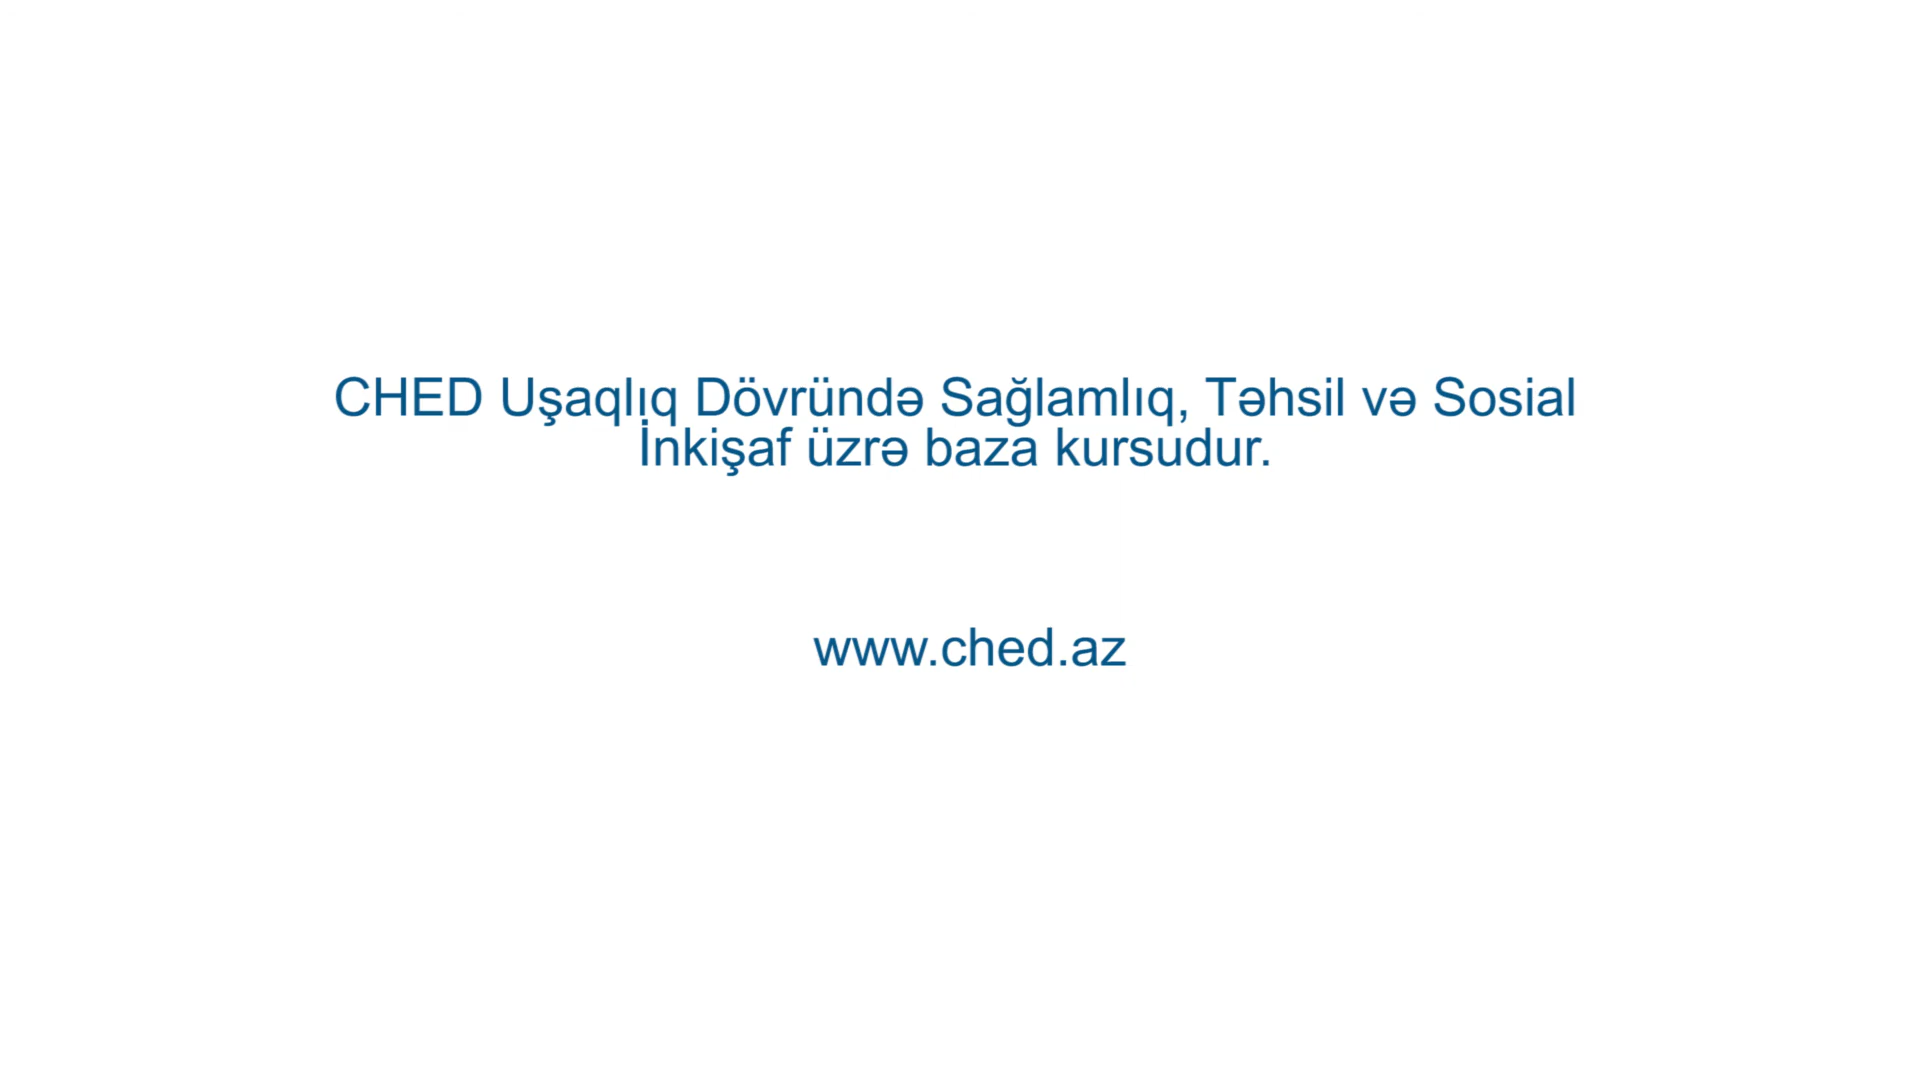 CHED Uşaqlıq Dövründə Sağlamlıq, Təhsil və Sosial
İnkişaf üzrə baza kursudur.
www.ched.az